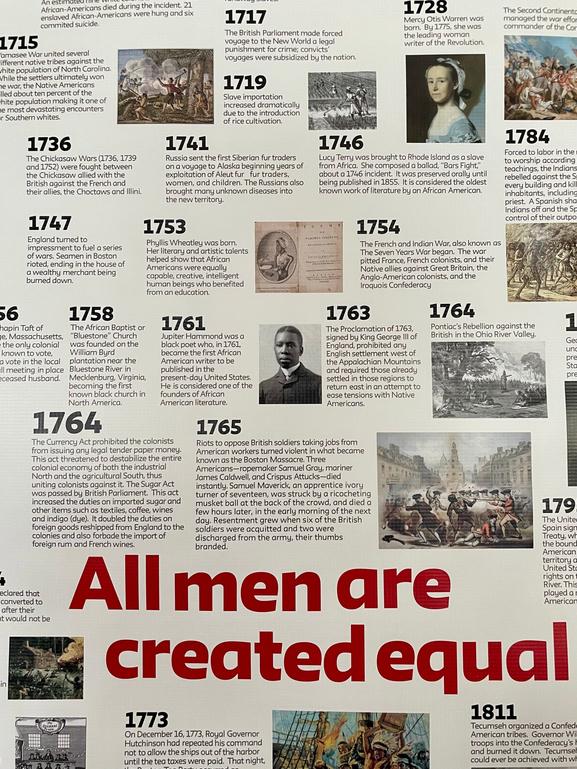 African-Americans died during the incident. 21
enslaved African-Americans were hung and six
commited suicide.
1715
Yamasee War united several
different native tribes against the
white population of North Carolina.
While the settlers ultimately won
the war, the Native Americans
killed about ten percent of the
white population making it one of
the most devastating encounters
for Southern whites.
1717
The British Parliament made forced
voyage to the New World a legal
punishment for crime; convicts
voyages were subsidized by the nation.
1719
Slave importation
increased dramatically
due to the introduction
of rice cultivation.
1728
Mercy Otis Warren was
born. By 1775, she was
the leading woman
writer of the Revolution.
The Second Continental
managed the war effo
commander of the Con
1736
The Chickasaw Wars (1736, 1739
and 1752) were fought between
the Chickasaw allied with the
British against the French and
their allies, the Choctaws and Illini.
1741
Russia sent the first Siberian fur traders
on a voyage to Alaska beginning years of
exploitation of Aleut fur traders,
women, and children. The Russians also
brought many unknown diseases into
the new territory.
1746
Lucy Terry was brought to Rhode Island as a slave
from Africa. She composed a ballad, "Bars Fight,"
about a 1746 incident. It was preserved orally until
being published in 1855. It is considered the oldest
known work of literature by an African American.
1784
Forced to labor in the
to worship according
teachings, the Indians
rebelled against the S
every building and kill
inhabitants, including
priest. A Spanish sha
Indians off and the Sp
control of their outpo
1747
England turned to
impressment to fuel a series
of wars. Seamen in Boston
rioted, ending in the house of
a wealthy merchant being
burned down.
1753
Phyllis Wheatley was born.
Her literary and artistic talents
helped show that African
Americans were equally
capable, creative, intelligent
human beings who benefited
from an education.
1754
The French and Indian War, also known as
The Seven Years War began. The war
pitted France, French colonists, and their
Native allies against Great Britain, the
Anglo-American colonists, and the
Iroquois Confederacy
56
hapin Taft of
ge, Massachusetts,
the only colonial
known to vote,
a vote in the local
ll meeting in place
eceased husband.
1758
The African Baptist or
"Bluestone" Church
was founded on the
William Byrd
plantation near the
Bluestone River in
Mecklenburg, Virginia,
becoming the first
known black church in
North America.
1761
Jupiter Hammond was a
black poet who, in 1761,
became the first African
American writer to be
published in the
present-day United States.
He is considered one of the
founders of African
American literature.
1763
The Proclamation of 1763,
signed by King George III of
England, prohibited any
English settlement west of
the Appalachian Mountains
and required those already
settled in those regions to
return east in an attempt to
ease tensions with Native
Americans.
1764
Pontiac's Rebellion against the
British in the Ohio River Valley.
1764
The Currency Act prohibited the colonists
from issuing any legal tender paper money.
This act threatened to destabilize the entire
colonial economy of both the industrial
North and the agricultural South, thus
uniting colonists against it. The Sugar Act
was passed by British Parliament. This act
increased the duties on imported sugar and
other items such as textiles, coffee, wines
and indigo (dye). It doubled the duties on
foreign goods reshipped from England to the
colonies and also forbade the import of
foreign rum and French wines.
1765
Riots to oppose British soldiers taking jobs from
American workers turned violent in what became
known as the Boston Massacre. Three
Americans—ropemaker Samuel Gray, mariner
James Caldwell, and Crispus Attucks—died
instantly. Samuel Maverick, an apprentice ivory
turner of seventeen, was struck by a ricocheting
musket ball at the back of the crowd, and died a
few hours later, in the early morning of the next
day. Resentment grew when six of the British
soldiers were acquitted and two were
discharged from the army, their thumbs
branded.
179
The Unite
Spain sign
Treaty, wh
the bound
American
territory a
United Sta
rights on t
River. This
played a r
American
All men are
created equal
eclared that
converted to
after their
t would not be
1773
On December 16, 1773, Royal Governor
Hutchinson had repeated his command
not to allow the ships out of the harbor
until the tea taxes were paid. That night,
1811
Tecumseh organized a Confede
American tribes. Governor Wi
troops into the Confederacy's h
and burned it down. Tecumseh
could ever be achieved with w